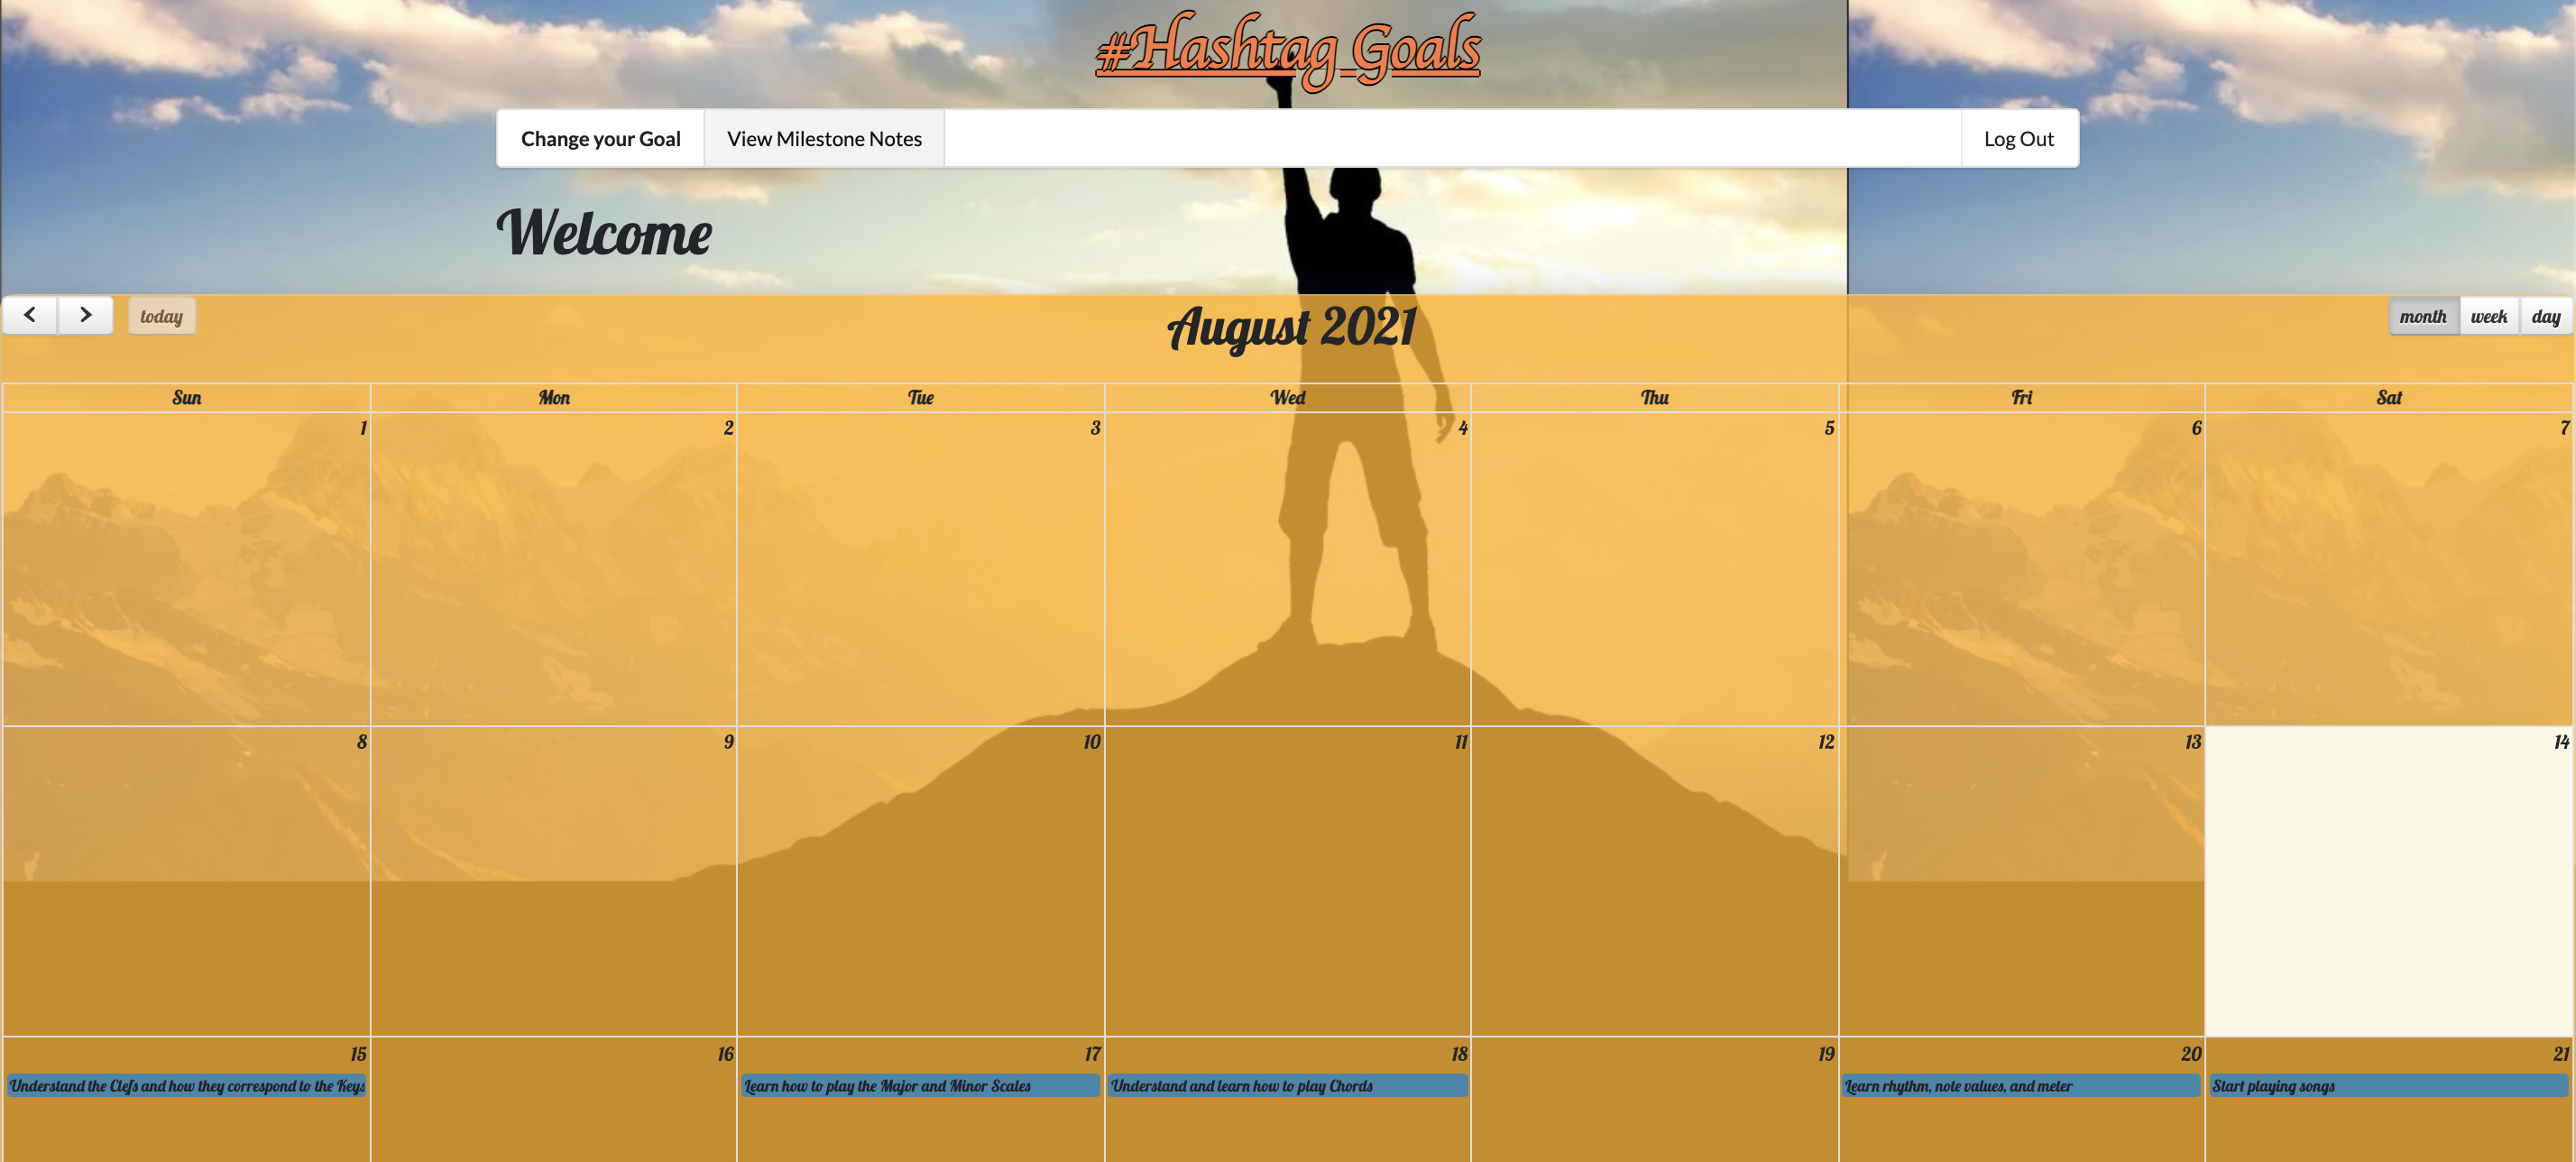 #Hashtag Goals
Change your Goal View Milestone Notes Log Out
Welcome
today August 2021 month week day
Sun Mon Tue Wed Thu Fri Sat
1 2 3 4 5 6 7
8 9 10 11 12 13 14
15 16 17 18 19 20 21
Understand the Clefs and how they correspond to the Keys Learn how to play the Major and Minor Scales Understand and learn how to play Chords Learn rhythm, note values, and meter Start playing songs